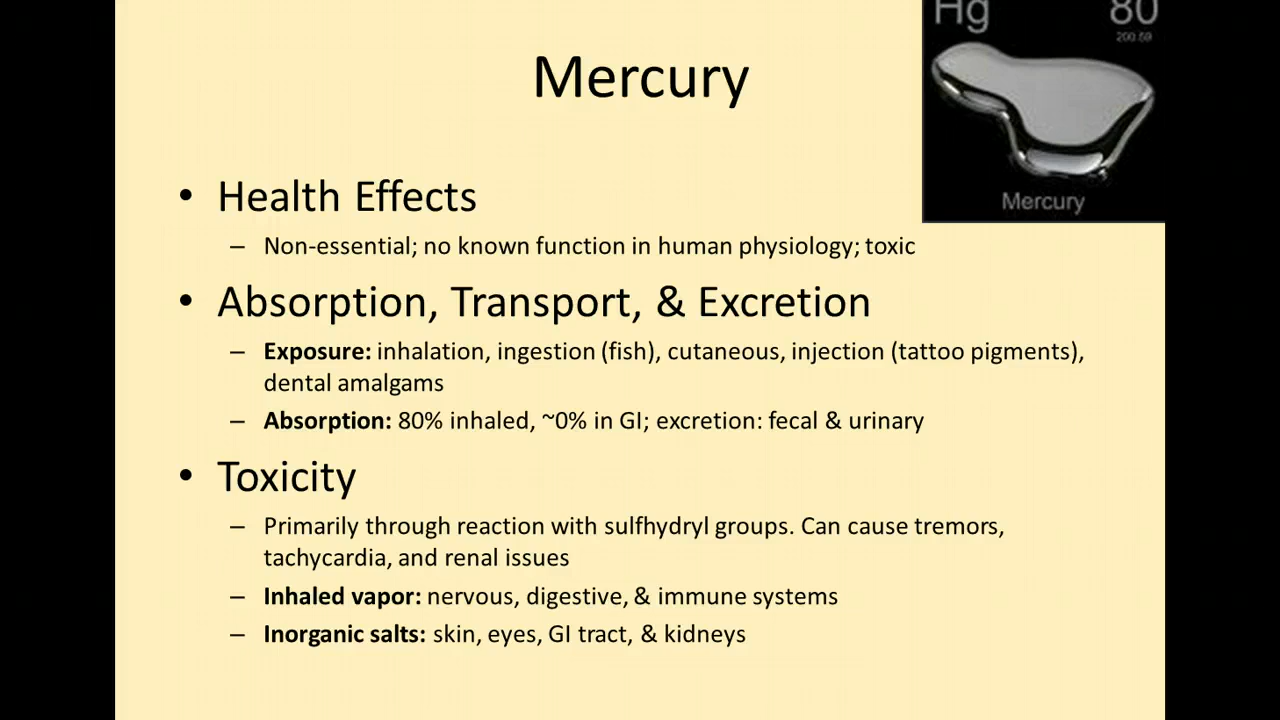 Hg 80
200.59
Mercury
Mercury
• Health Effects
– Non-essential; no known function in human physiology; toxic
• Absorption, Transport, & Excretion
– Exposure: inhalation, ingestion (fish), cutaneous, injection (tattoo pigments),
dental amalgams
– Absorption: 80% inhaled, ~0% in GI; excretion: fecal & urinary
• Toxicity
– Primarily through reaction with sulfhydryl groups. Can cause tremors,
tachycardia, and renal issues
– Inhaled vapor: nervous, digestive, & immune systems
– Inorganic salts: skin, eyes, GI tract, & kidneys